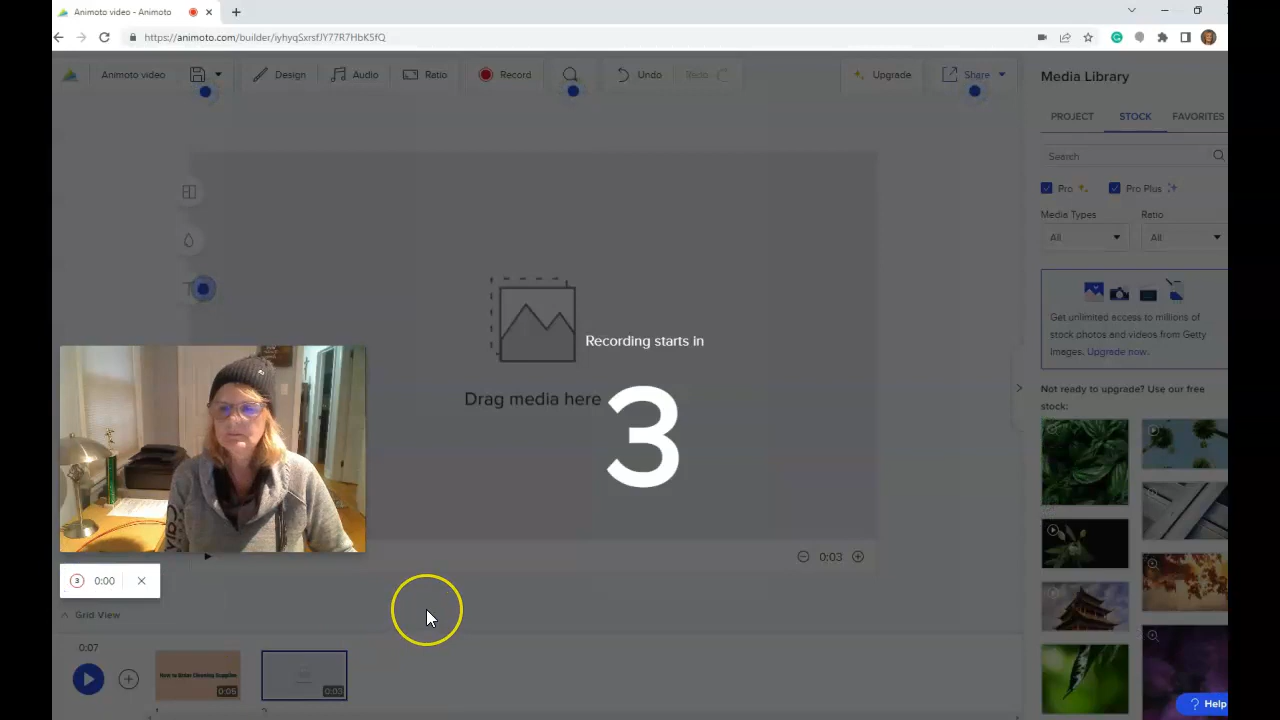 Animoto video - Animoto
https://animoto.com/builder/iyhyqSxrsfJY77R7HbK5fQ
Animoto video
Design
Audio
Ratio
Record
Undo
Redo
Upgrade
Share
Media Library
PROJECT
STOCK
FAVORITES
Search
Pro
Pro Plus
Media Types
Ratio
All
All
Get unlimited access to millions of
stock photos and videos from Getty
Images. Upgrade now.
Not ready to upgrade? Use our free
stock:
Recording starts in
3
Drag media here
0:03
3 0:00
Grid View
0:07
How to Order Cleaning Supplies
0:05
0:03
1
2
? Help